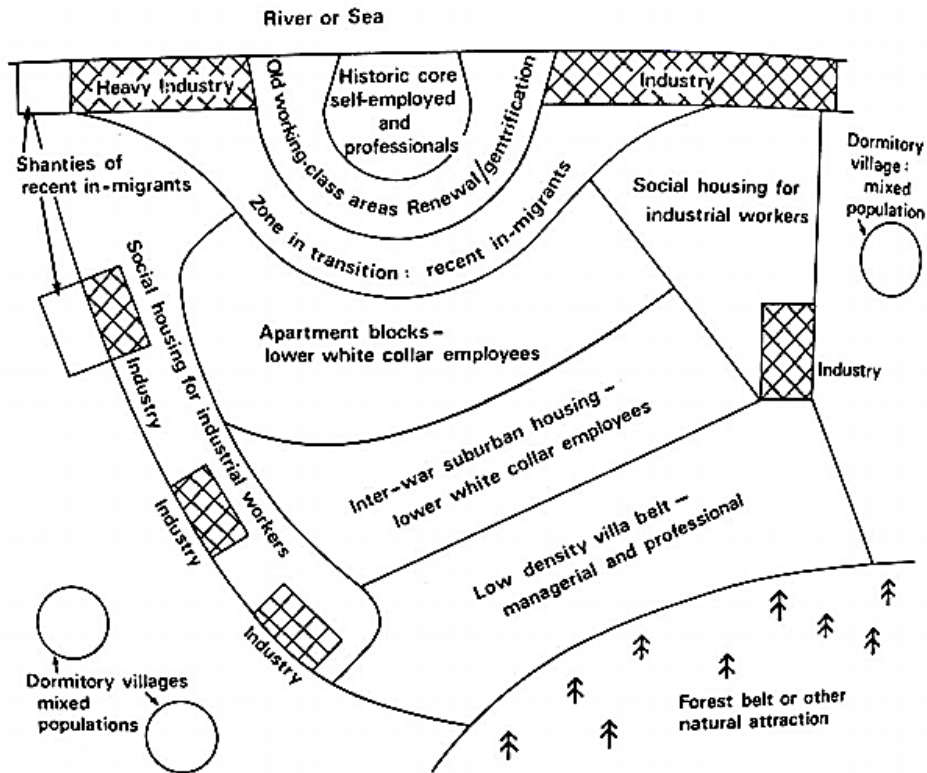 River or Sea
Heavy Industry
Old working-class areas Renewal/gentrification
Historic core
self-employed
and
professionals
Industry
Shanties of
recent in-migrants
Zone in transition: recent in-migrants
Social housing for
industrial workers
Dormitory
village:
mixed
population
Social housing for industrial workers
Apartment blocks–
lower white collar employees
Industry
Industry
Inter-war suburban housing –
lower white collar employees
Industry
Low density villa belt –
managerial and professional
Industry
Dormitory villages
mixed
populations
Forest belt or other
natural attraction